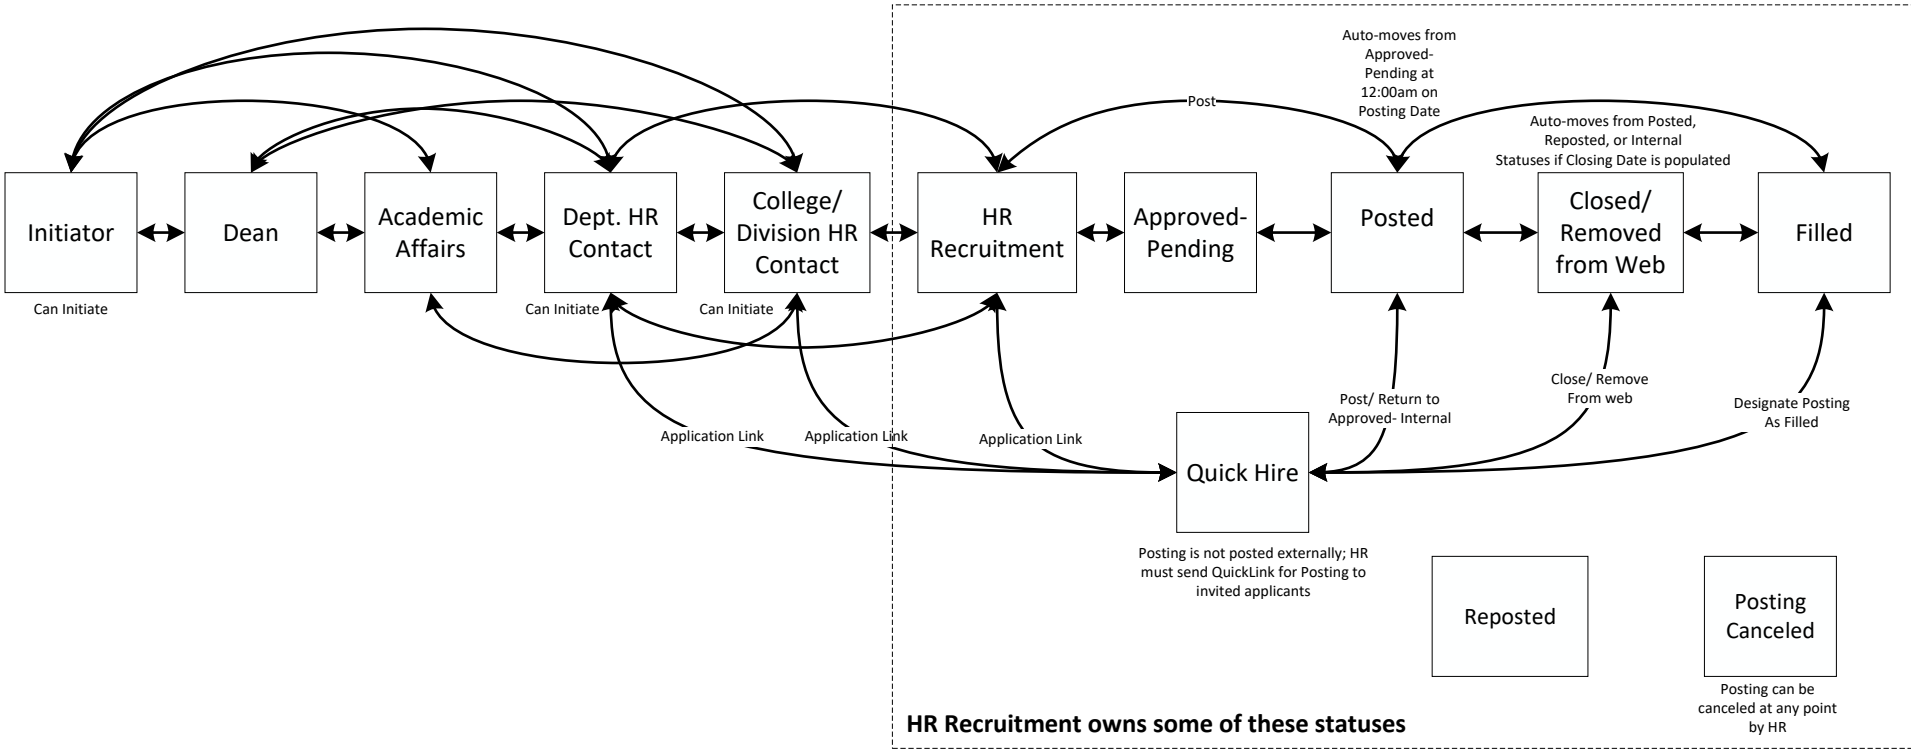 Auto-moves from
Approved-
Pending at
12:00am on
Posting Date
Post
Auto-moves from Posted,
Reposted, or Internal
Statuses if Closing Date is populated
Initiator
Dean
Academic
Affairs
Dept. HR
Contact
College/
Division HR
Contact
HR
Recruitment
Approved-
Pending
Posted
Closed/
Removed
from Web
Filled
Can Initiate
Can Initiate
Can Initiate
Application Link
Application Link
Application Link
Post/ Return to
Approved- Internal
Close/ Remove
From web
Designate Posting
As Filled
Quick Hire
Posting is not posted externally; HR
must send QuickLink for Posting to
invited applicants
Reposted
Posting
Canceled
Posting can be
canceled at any point
by HR
HR Recruitment owns some of these statuses